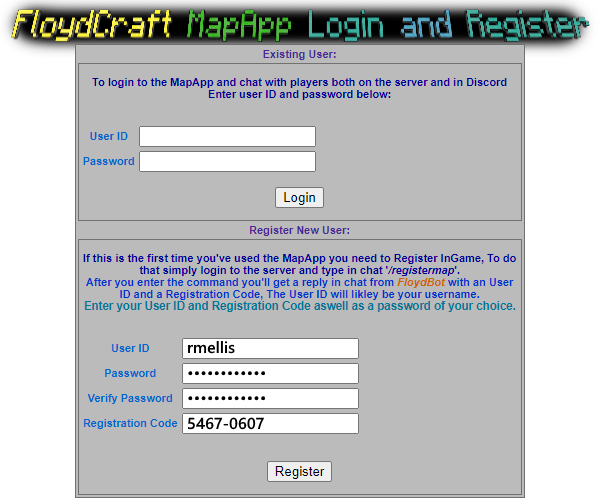 FloydCraft MapApp Login and Register
Existing User:
To login to the MapApp and chat with players both on the server and in Discord
Enter user ID and password below:
User ID
Password
Login
Register New User:
If this is the first time you've used the MapApp you need to Register InGame, To do
that simply login to the server and type in chat '/registermap'.
After you enter the command you'll get a reply in chat from FloydBot with an User
ID and a Registration Code, The User ID will likley be your username.
Enter your User ID and Registration Code aswell as a password of your choice.
User ID rmellis
Password ••••••••••••
Verify Password ••••••••••••
Registration Code 5467-0607
Register